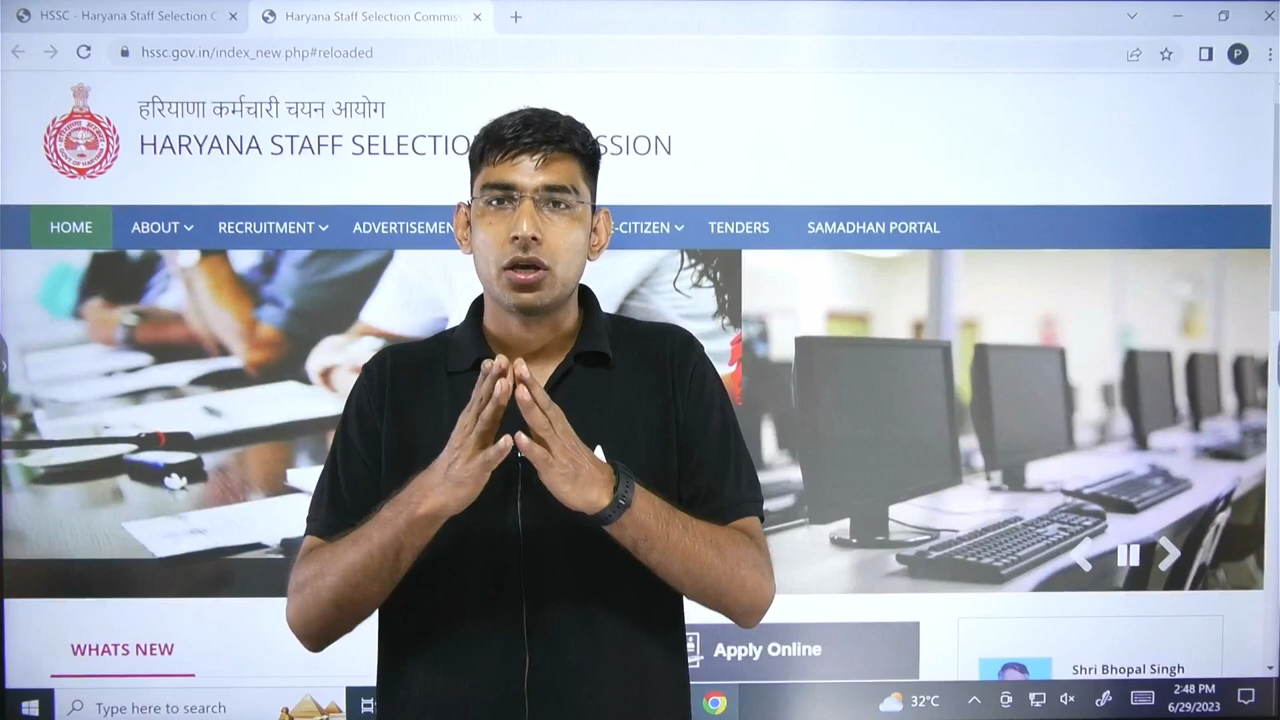 HSSC - Haryana Staff Selection C
Haryana Staff Selection Commiss
hssc.gov.in/index_new php#reloaded
P
हरियाणा कर्मचारी चयन आयोग
HARYANA STAFF SELECTIO SSION
HOME ABOUT RECRUITMENT ADVERTISEMEN -CITIZEN TENDERS SAMADHAN PORTAL
WHATS NEW
Apply Online
Shri Bhopal Singh
Type here to search
32°C
2:48 PM
6/29/2023